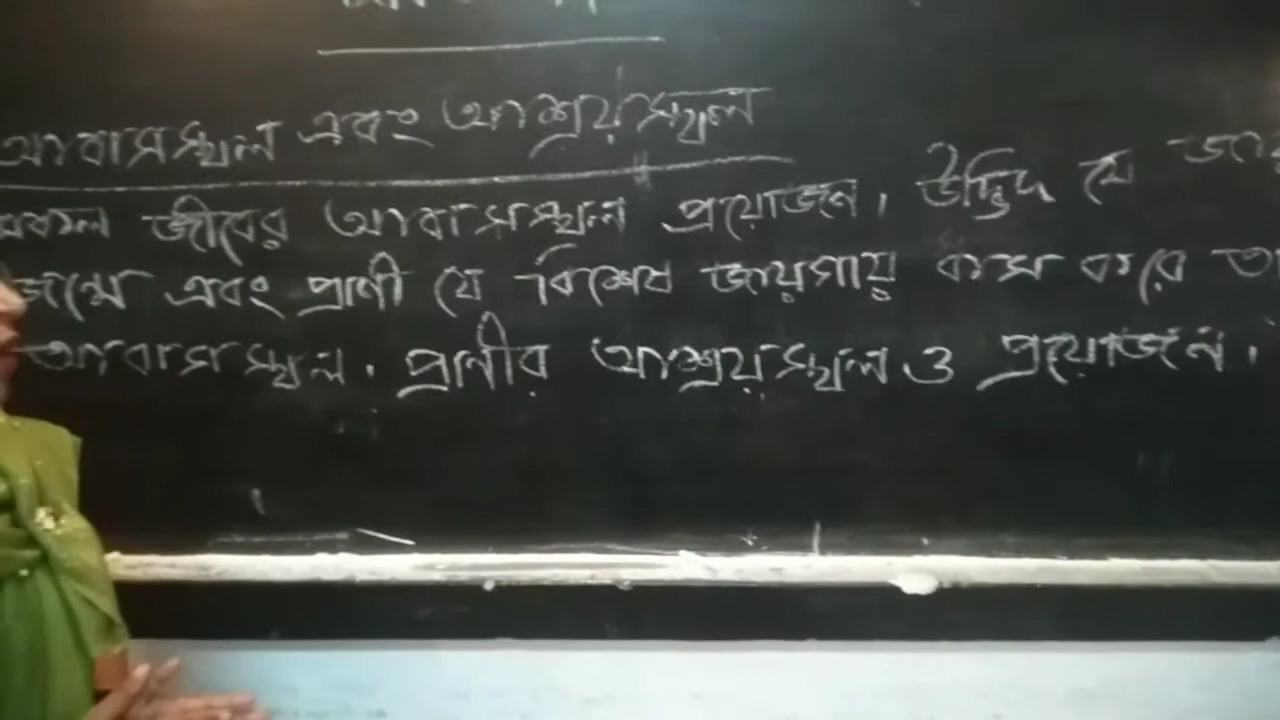 আবাসস্থল এবং আশ্রয়স্থল
সকল জীবের আবাসস্থল প্রয়োজন। উদ্ভিদ যে
জন্মে এবং প্রাণী যে বিশেষ জায়গায় বাস করে
আবাসস্থল। প্রাণীর আশ্রয়স্থল ও প্রয়োজন।